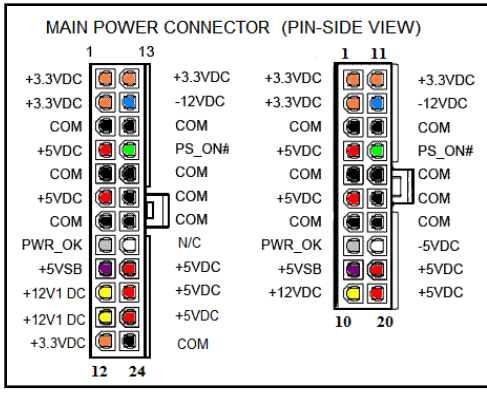 MAIN POWER CONNECTOR (PIN-SIDE VIEW)
1 13
+3.3VDC +3.3VDC
+3.3VDC -12VDC
COM COM
+5VDC PS_ON#
COM COM
+5VDC COM
COM COM
PWR_OK N/C
+5VSB +5VDC
+12V1 DC +5VDC
+12V1 DC +5VDC
+3.3VDC COM
12 24
1 11
+3.3VDC +3.3VDC
+3.3VDC -12VDC
COM COM
+5VDC PS_ON#
COM COM
+5VDC COM
COM COM
PWR_OK -5VDC
+5VSB +5VDC
+12VDC +5VDC
10 20